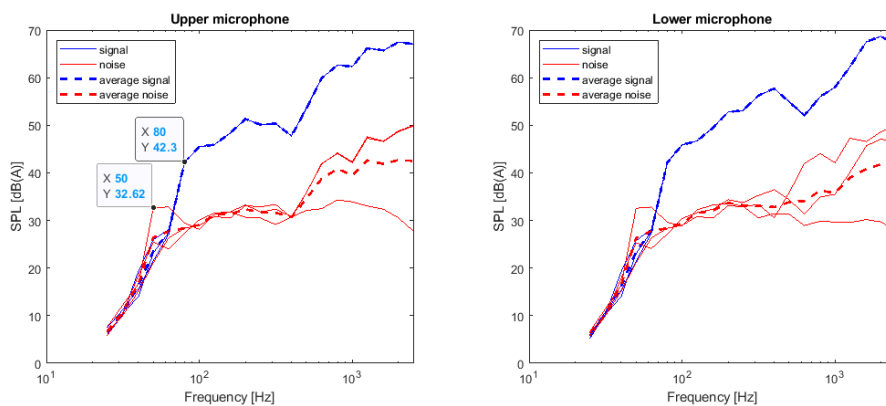 Upper microphone
70
60
50
40
30
20
10
0
SPL [dB(A)]
signal
noise
average signal
average noise
X 80
Y 42.3
X 50
Y 32.62
10^1
10^2
10^3
Frequency [Hz]
Lower microphone
70
60
50
40
30
20
10
0
SPL [dB(A)]
signal
noise
average signal
average noise
10^1
10^2
10^3
Frequency [Hz]